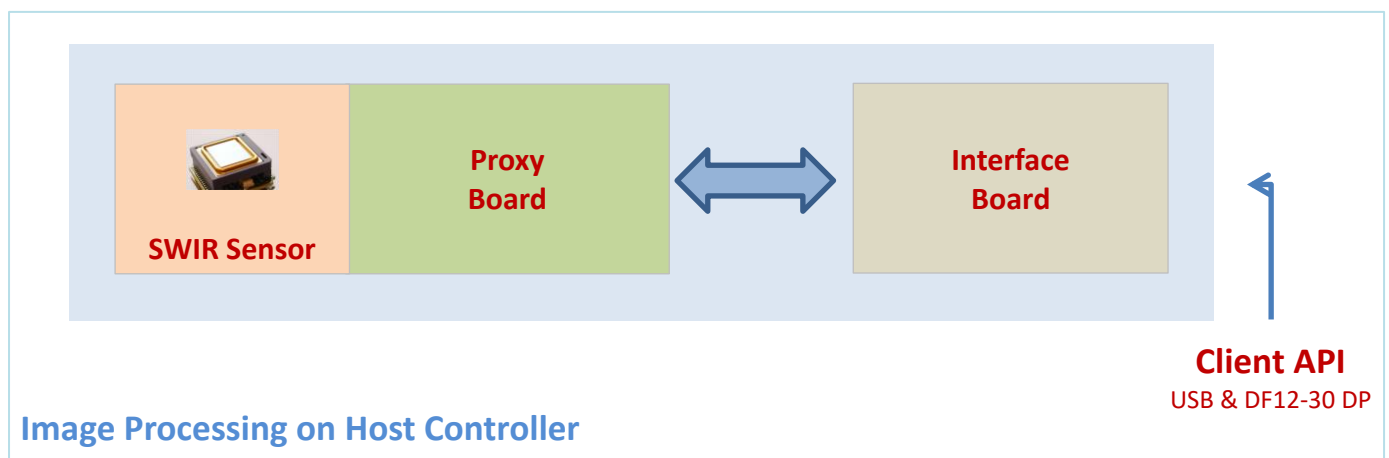 SWIR Sensor
Proxy
Board
Interface
Board
Client API
USB & DF12-30 DP
Image Processing on Host Controller